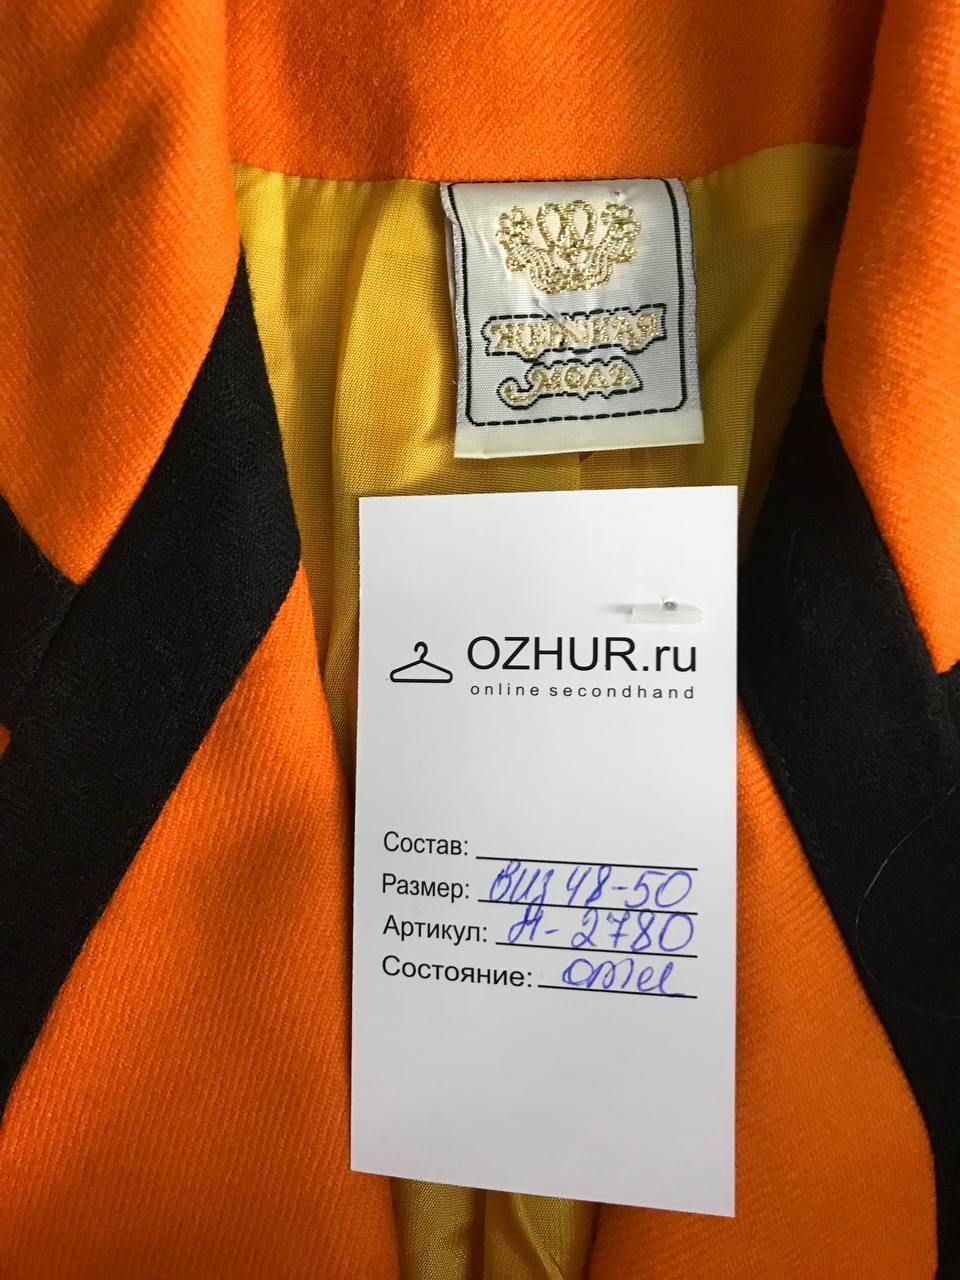 ЖЕНСКАЯ
МОДА
OZHUR.ru
online secondhand
Состав:
Размер: виз 48-50
Артикул: Н-2780
Состояние: отл